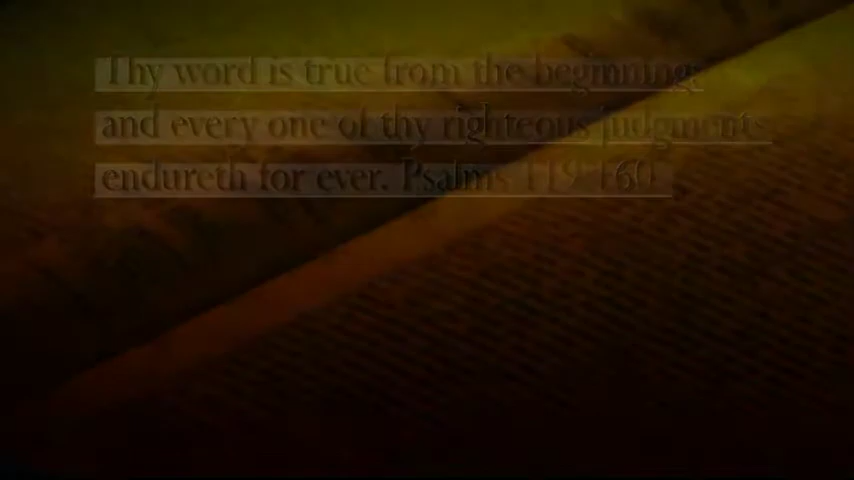 Thy word is true from the beginning:
and every one of thy righteous judgments
endureth for ever. Psalms 119:160